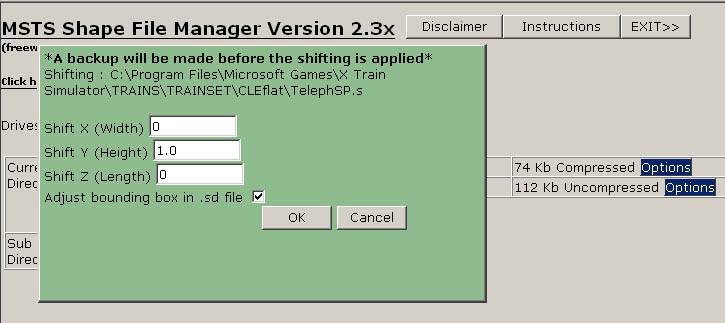 MSTS Shape File Manager Version 2.3x
Disclaimer
Instructions
EXIT>>
(freew
*A backup will be made before the shifting is applied*
Shifting : C:\Program Files\Microsoft Games\X Train
Simulator\TRAINS\TRAINSET\CLEflat\TelephSP.s
Click h
Drives
Shift X (Width) 0
Shift Y (Height) 1.0
Shift Z (Length) 0
Adjust bounding box in .sd file
OK
Cancel
Curre
Direc
74 Kb Compressed Options
112 Kb Uncompressed Options
Sub
Direc